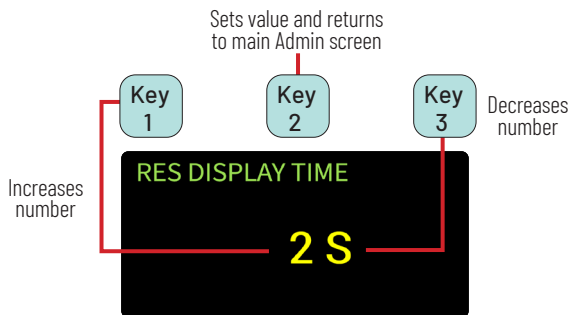 Sets value and returns
to main Admin screen
Key
1
Key
2
Key
3
Decreases
number
Increases
number
RES DISPLAY TIME
2 S